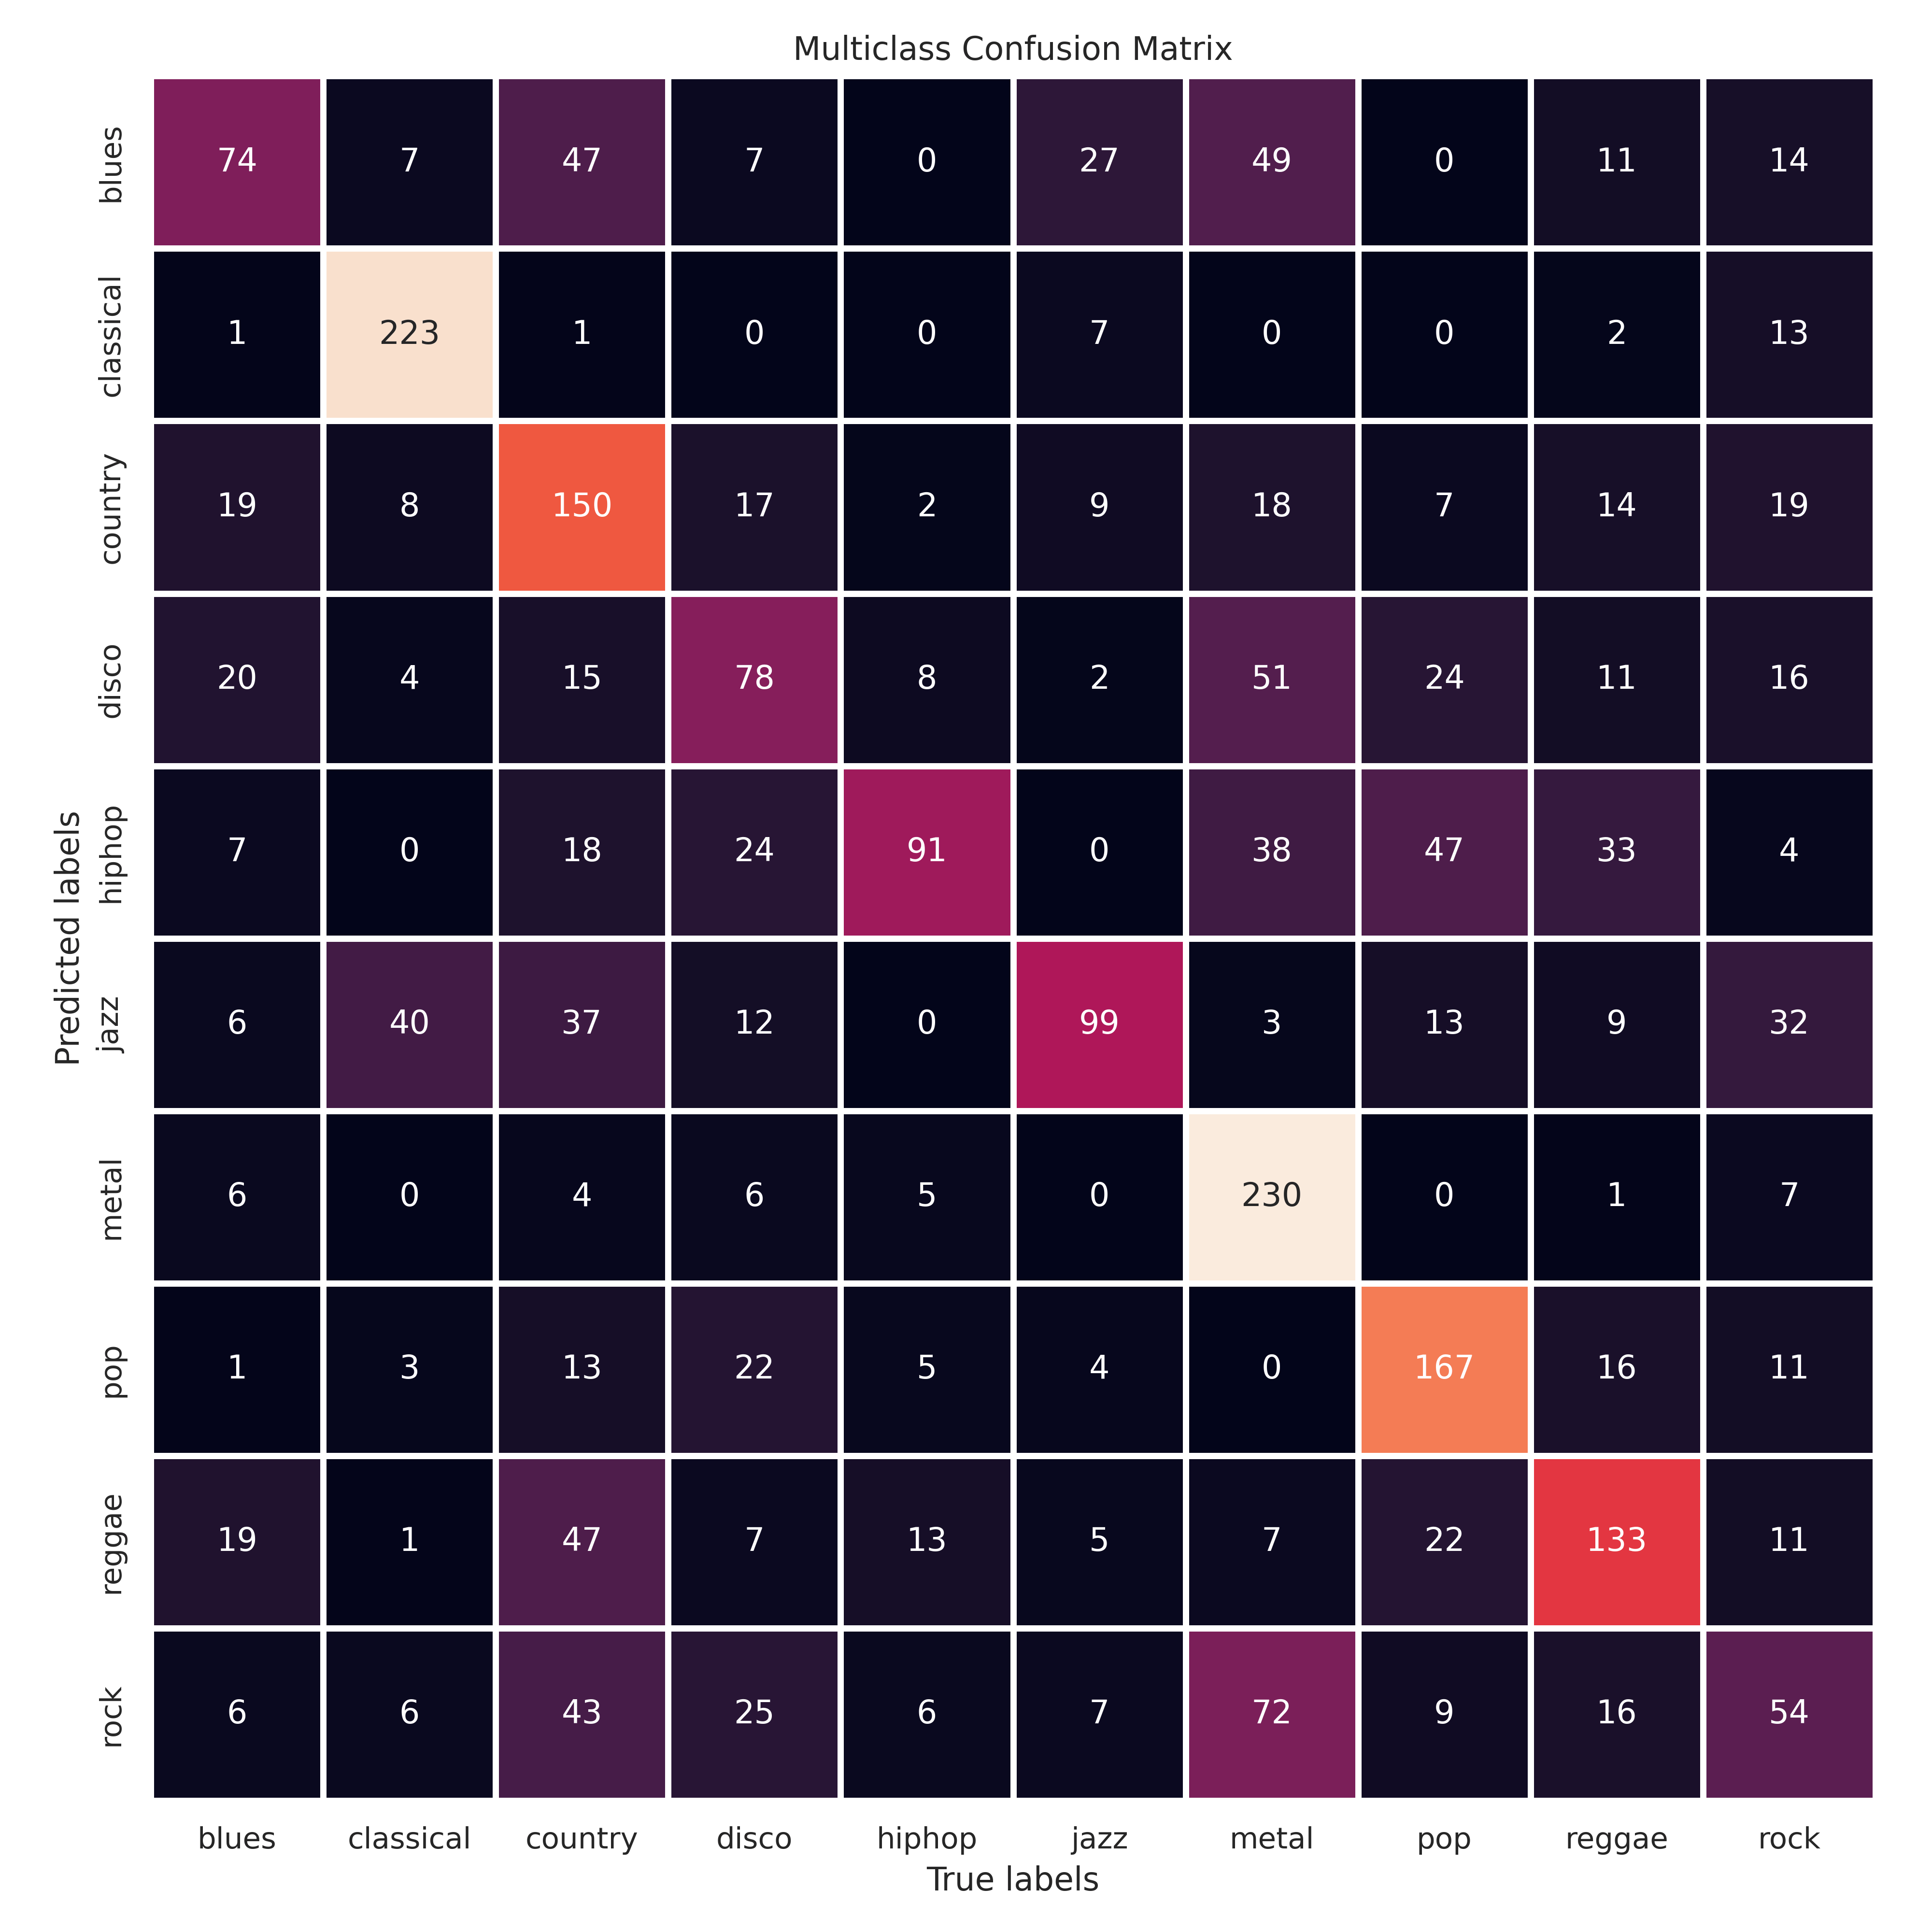 Multiclass Confusion Matrix
Predicted labels
blues 74 7 47 7 0 27 49 0 11 14
classical 1 223 1 0 0 7 0 0 2 13
country 19 8 150 17 2 9 18 7 14 19
disco 20 4 15 78 8 2 51 24 11 16
hiphop 7 0 18 24 91 0 38 47 33 4
jazz 6 40 37 12 0 99 3 13 9 32
metal 6 0 4 6 5 0 230 0 1 7
pop 1 3 13 22 5 4 0 167 16 11
reggae 19 1 47 7 13 5 7 22 133 11
rock 6 6 43 25 6 7 72 9 16 54
blues classical country disco hiphop jazz metal pop reggae rock
True labels